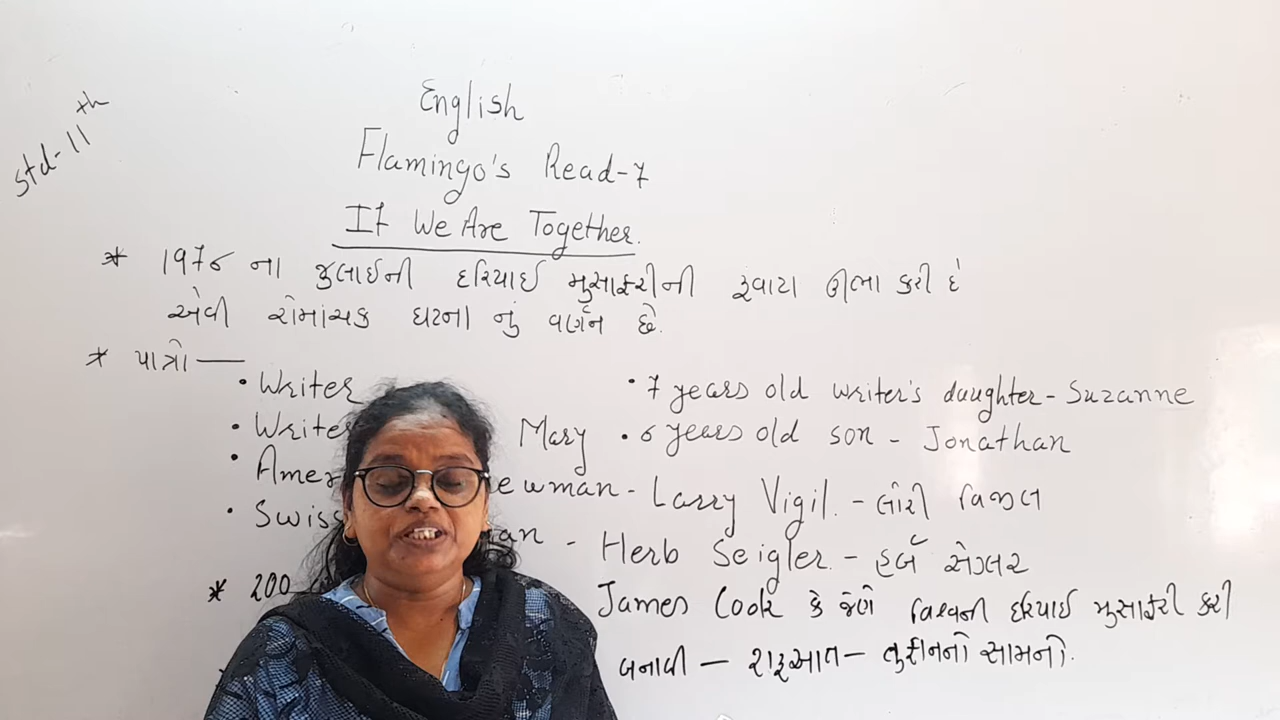 Std-11th
English
Flamingo's Read-7
If We Are Together.
* 1976 ના જુલાઈની દરિયાઈ મુસાફરીની રૂવાટા ઊભા કરી દે
એવી રોમાંચક ઘટના નું વર્ણન છે.
* પાત્રો —
• Writer • 7 years old writer's daughter - Suzanne
• Write Mary • 6 years old son - Jonathan
• Amer ewman - Larry Vigil. - લોરી વિજીલ
• Swiss an - Herb Seigler. - હર્બ સેગ્લર
* 200 James Cook કે જેણે વિશ્વની દરિયાઈ મુસાફરી કરી
બનાવી — શરૂઆત — તુફાનનો સામનો.